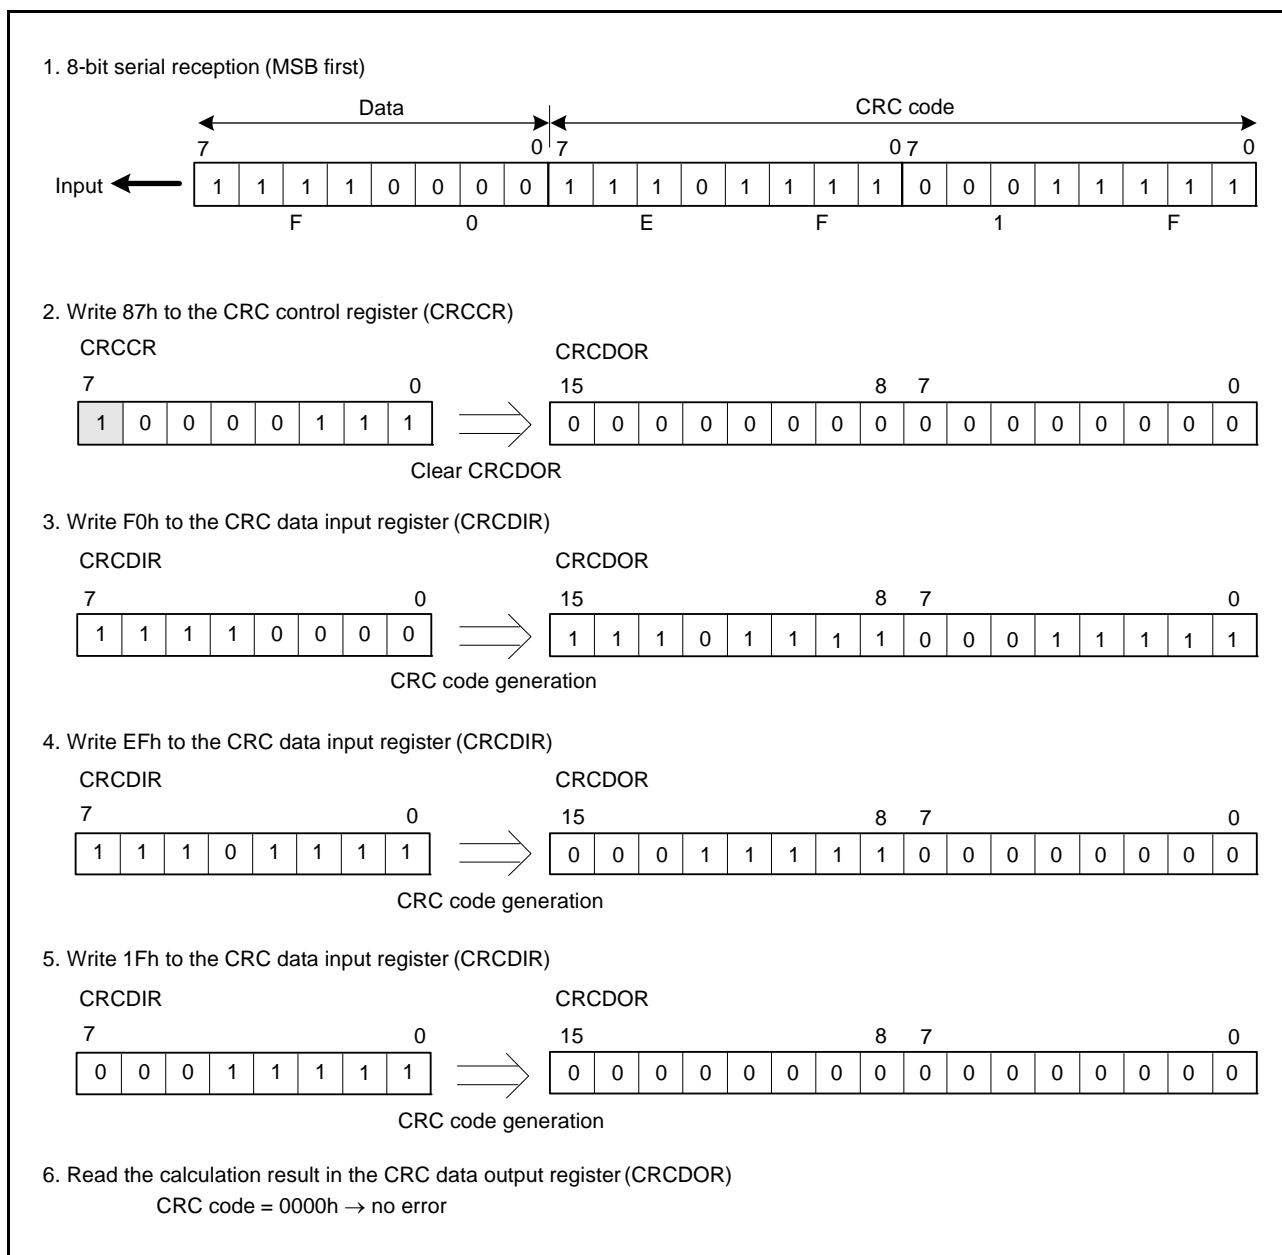 1. 8-bit serial reception (MSB first)
Data CRC code
7 0 7 0 7 0
Input 1 1 1 1 0 0 0 0 1 1 1 0 1 1 1 1 0 0 0 1 1 1 1 1
F 0 E F 1 F
2. Write 87h to the CRC control register (CRCCR)
CRCCR CRCDOR
7 0 15 8 7 0
1 0 0 0 0 1 1 1 0 0 0 0 0 0 0 0 0 0 0 0 0 0 0 0
Clear CRCDOR
3. Write F0h to the CRC data input register (CRCDIR)
CRCDIR CRCDOR
7 0 15 8 7 0
1 1 1 1 0 0 0 0 1 1 1 0 1 1 1 1 0 0 0 1 1 1 1 1
CRC code generation
4. Write EFh to the CRC data input register (CRCDIR)
CRCDIR CRCDOR
7 0 15 8 7 0
1 1 1 0 1 1 1 1 0 0 0 1 1 1 1 1 0 0 0 0 0 0 0 0
CRC code generation
5. Write 1Fh to the CRC data input register (CRCDIR)
CRCDIR CRCDOR
7 0 15 8 7 0
0 0 0 1 1 1 1 1 0 0 0 0 0 0 0 0 0 0 0 0 0 0 0 0
CRC code generation
6. Read the calculation result in the CRC data output register (CRCDOR)
CRC code = 0000h → no error